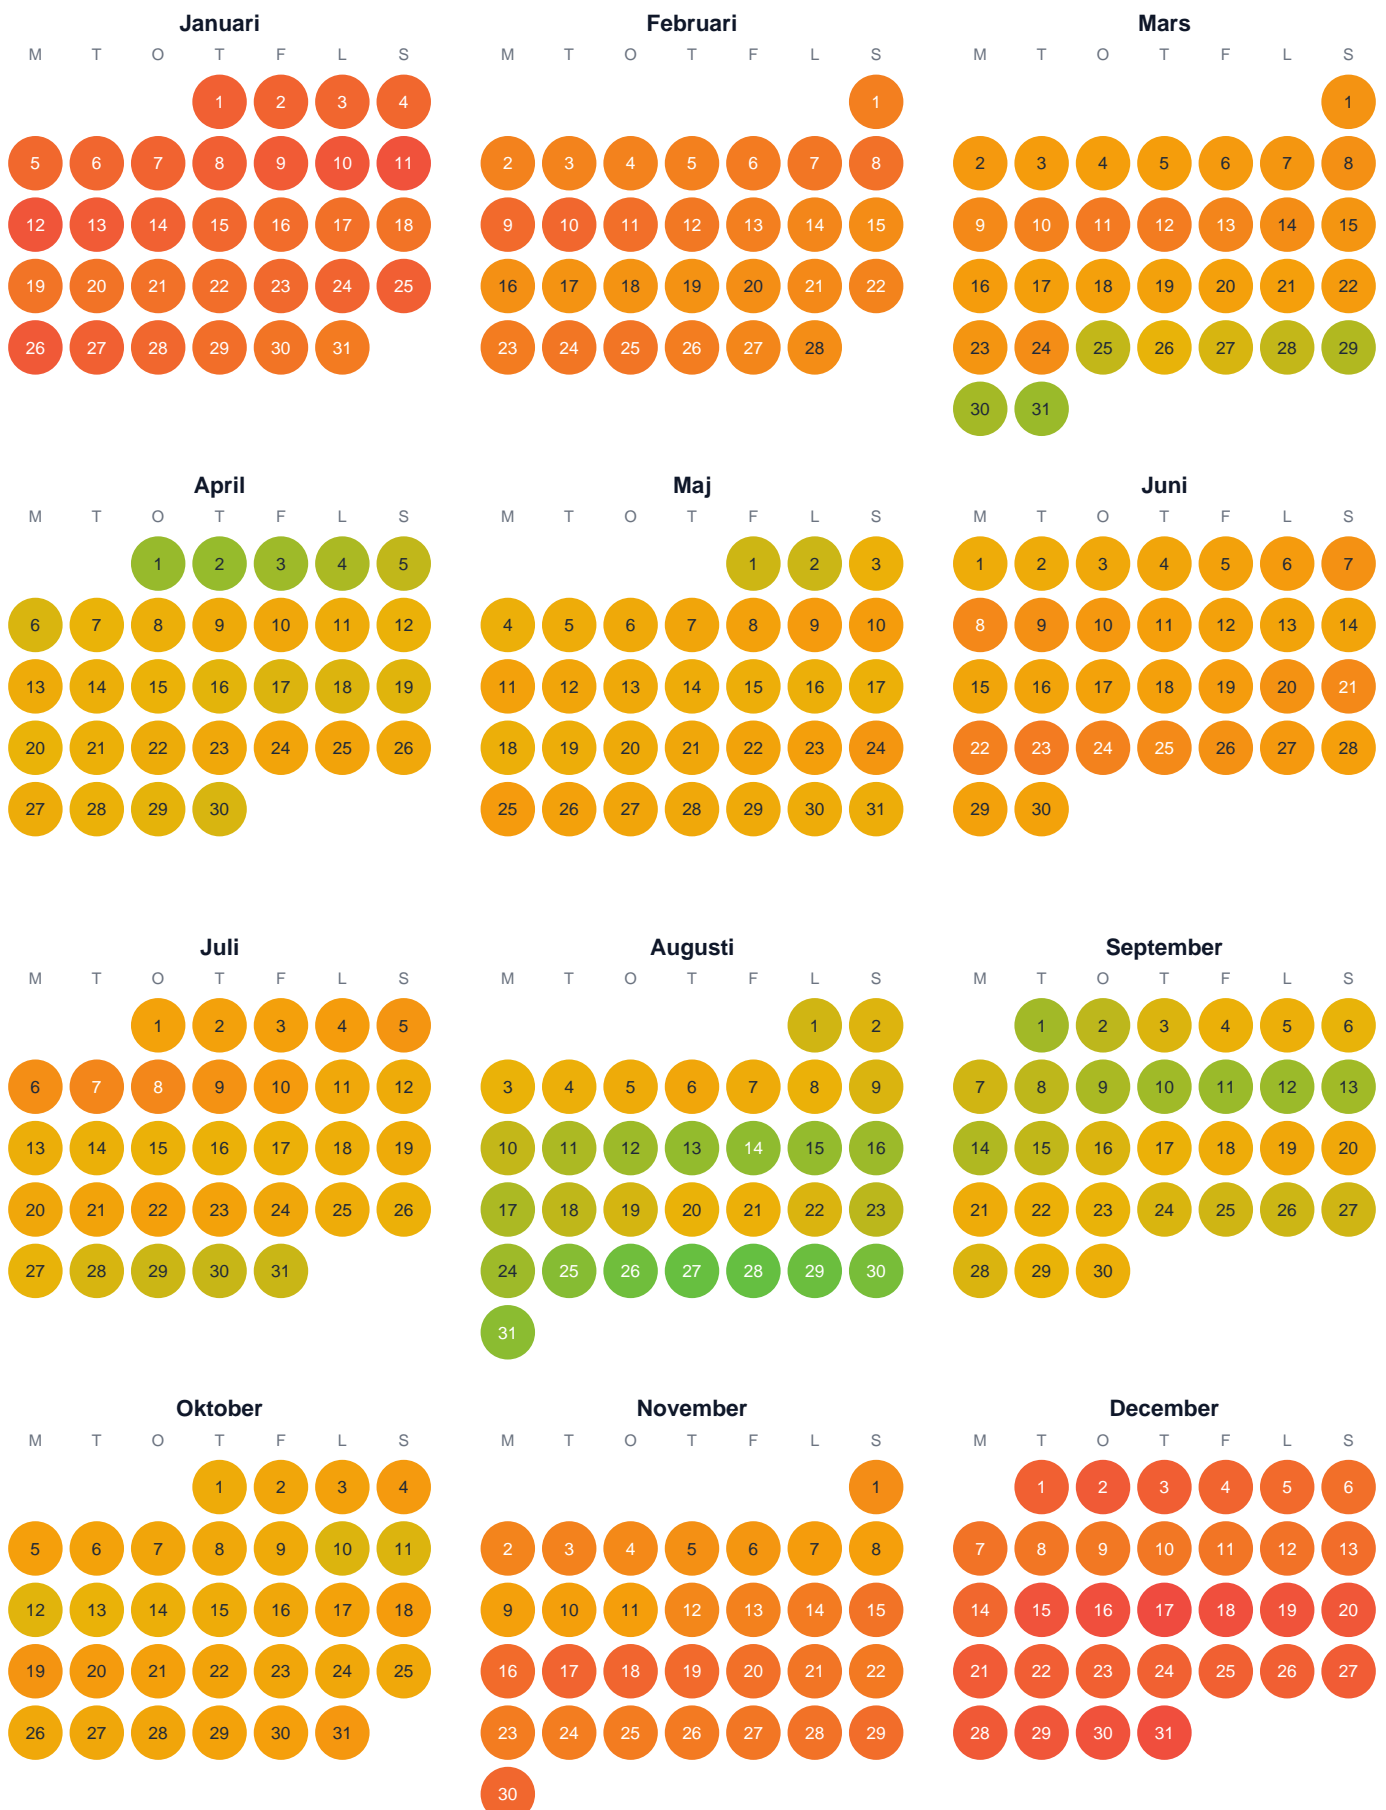 Januari Februari Mars
M T O T F L S M T O T F L S M T O T F L S
1 2 3 4 1 1
5 6 7 8 9 10 11 2 3 4 5 6 7 8 2 3 4 5 6 7 8
12 13 14 15 16 17 18 9 10 11 12 13 14 15 9 10 11 12 13 14 15
19 20 21 22 23 24 25 16 17 18 19 20 21 22 16 17 18 19 20 21 22
26 27 28 29 30 31 23 24 25 26 27 28 23 24 25 26 27 28 29
30 31
April Maj Juni
M T O T F L S M T O T F L S M T O T F L S
1 2 3 4 5 1 2 3 1 2 3 4 5 6 7
6 7 8 9 10 11 12 4 5 6 7 8 9 10 8 9 10 11 12 13 14
13 14 15 16 17 18 19 11 12 13 14 15 16 17 15 16 17 18 19 20 21
20 21 22 23 24 25 26 18 19 20 21 22 23 24 22 23 24 25 26 27 28
27 28 29 30 25 26 27 28 29 30 31 29 30
Juli Augusti September
M T O T F L S M T O T F L S M T O T F L S
1 2 3 4 5 1 2 1 2 3 4 5 6
6 7 8 9 10 11 12 3 4 5 6 7 8 9 7 8 9 10 11 12 13
13 14 15 16 17 18 19 10 11 12 13 14 15 16 14 15 16 17 18 19 20
20 21 22 23 24 25 26 17 18 19 20 21 22 23 21 22 23 24 25 26 27
27 28 29 30 31 24 25 26 27 28 29 30 28 29 30
31
Oktober November December
M T O T F L S M T O T F L S M T O T F L S
1 2 3 4 1 1 2 3 4 5 6
5 6 7 8 9 10 11 2 3 4 5 6 7 8 7 8 9 10 11 12 13
12 13 14 15 16 17 18 9 10 11 12 13 14 15 14 15 16 17 18 19 20
19 20 21 22 23 24 25 16 17 18 19 20 21 22 21 22 23 24 25 26 27
26 27 28 29 30 31 23 24 25 26 27 28 29 28 29 30 31
30